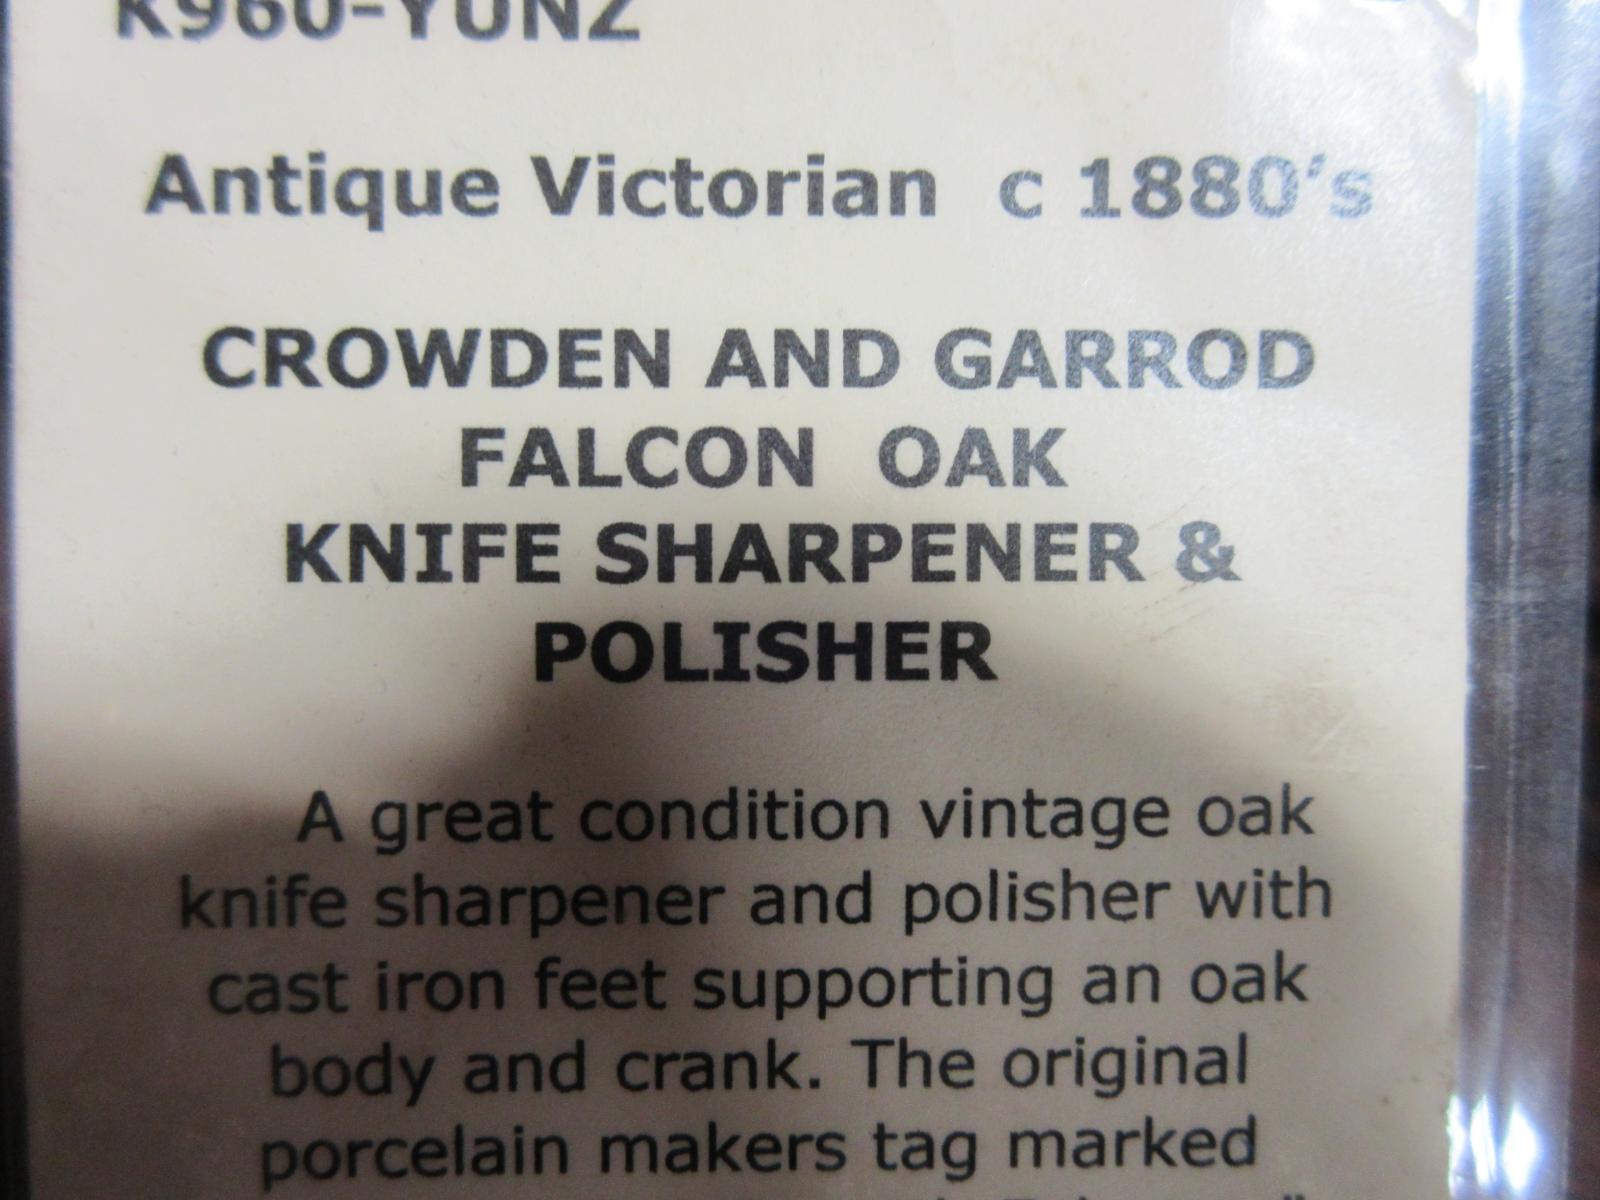 K960-YUNZ
Antique Victorian c 1880's
CROWDEN AND GARROD
FALCON OAK
KNIFE SHARPENER &
POLISHER
A great condition vintage oak
knife sharpener and polisher with
cast iron feet supporting an oak
body and crank. The original
porcelain makers tag marked